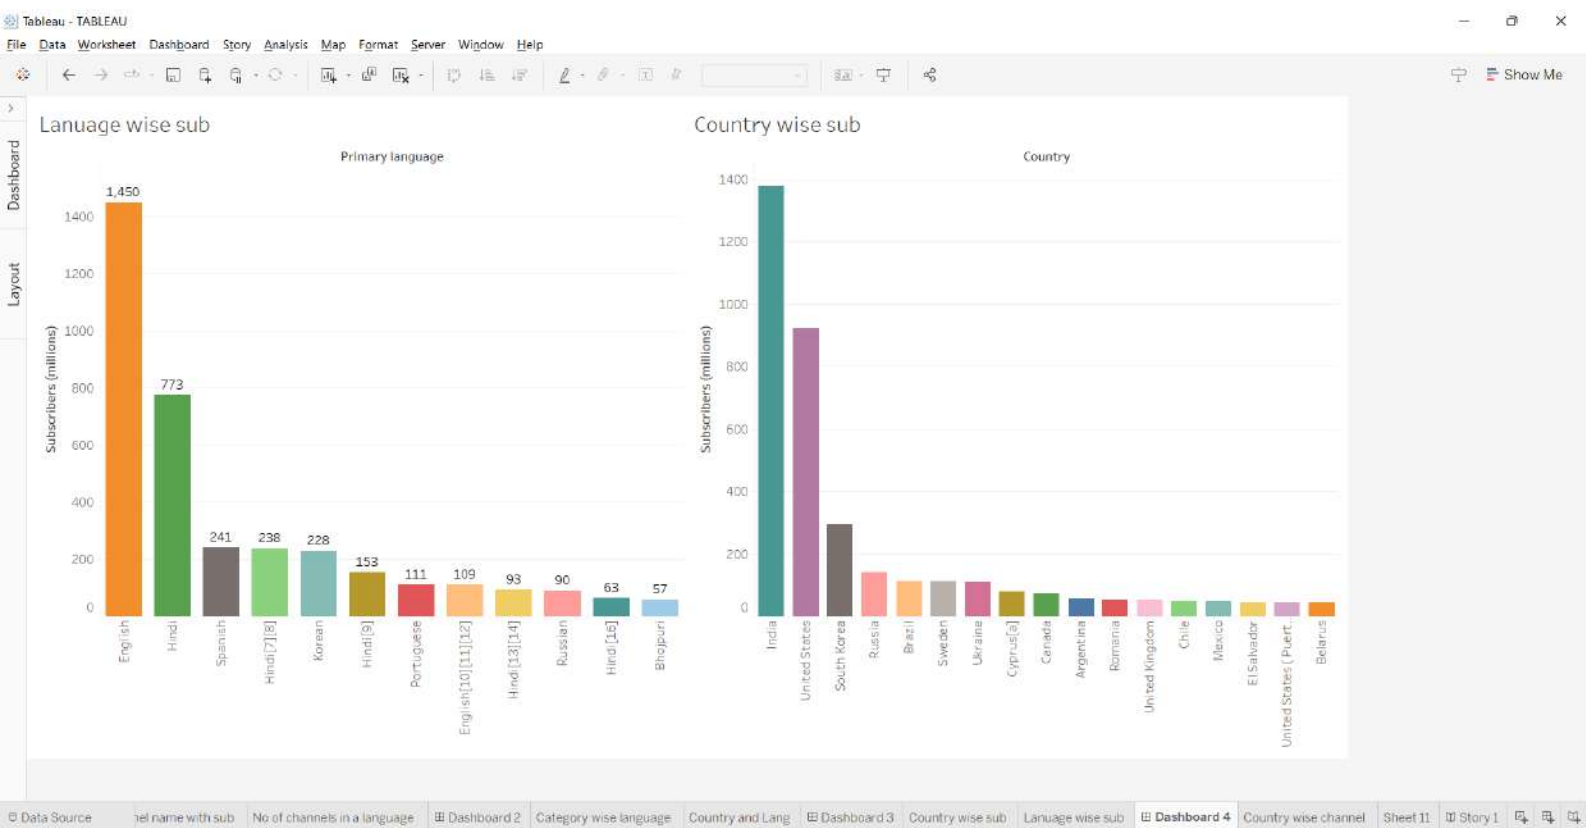 Tableau - TABLEAU
File Data Worksheet Dashboard Story Analysis Map Format Server Window Help
Show Me
Dashboard
Layout
Lanuage wise sub
Primary language
Subscribers (millions)
1400
1200
1000
800
600
400
200
0
1,450
773
241
238
228
153
111
109
93
90
63
57
English
Hindi
Spanish
Hindi[7][8]
Korean
Hindi[9]
Portuguese
English[10][11][12]
Hindi[13][14]
Russian
Hindi[16]
Bhojpuri
Country wise sub
Country
Subscribers (millions)
1400
1200
1000
800
600
400
200
0
India
United States
South Korea
Russia
Brazil
Sweden
Ukraine
Cyprus[a]
Canada
Argentina
Romania
United Kingdom
Chile
Mexico
El Salvador
United States ( Puert..
Belarus
Data Source
nel name with sub
No of channels in a language
Dashboard 2
Category wise language
Country and Lang
Dashboard 3
Country wise sub
Lanuage wise sub
Dashboard 4
Country wise channel
Sheet 11
Story 1